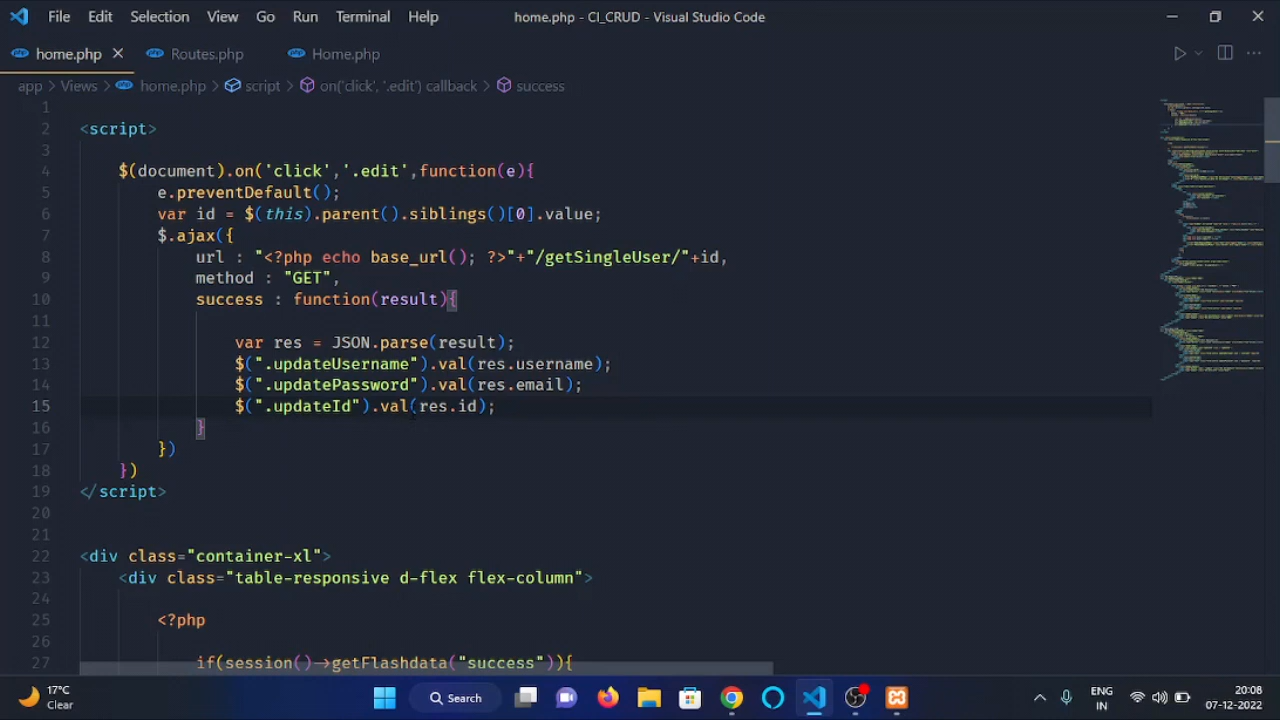 File Edit Selection View Go Run Terminal Help home.php - CI_CRUD - Visual Studio Code
home.php Routes.php Home.php
app > Views > home.php > script > on('click', '.edit') callback > success
1
2 <script>
3
4 $(document).on('click','.edit',function(e){
5 e.preventDefault();
6 var id = $(this).parent().siblings()[0].value;
7 $.ajax({
8 url : "<?php echo base_url(); ?>"+"/getSingleUser/"+id,
9 method : "GET",
10 success : function(result){
11
12 var res = JSON.parse(result);
13 $(".updateUsername").val(res.username);
14 $(".updatePassword").val(res.email);
15 $(".updateId").val(res.id);
16 }
17 })
18 })
19 </script>
20
21
22 <div class="container-xl">
23 <div class="table-responsive d-flex flex-column">
24
25 <?php
26
27 if(session()->getFlashdata("success")){
17°C
Clear
Search
ENG
IN
20:08
07-12-2022